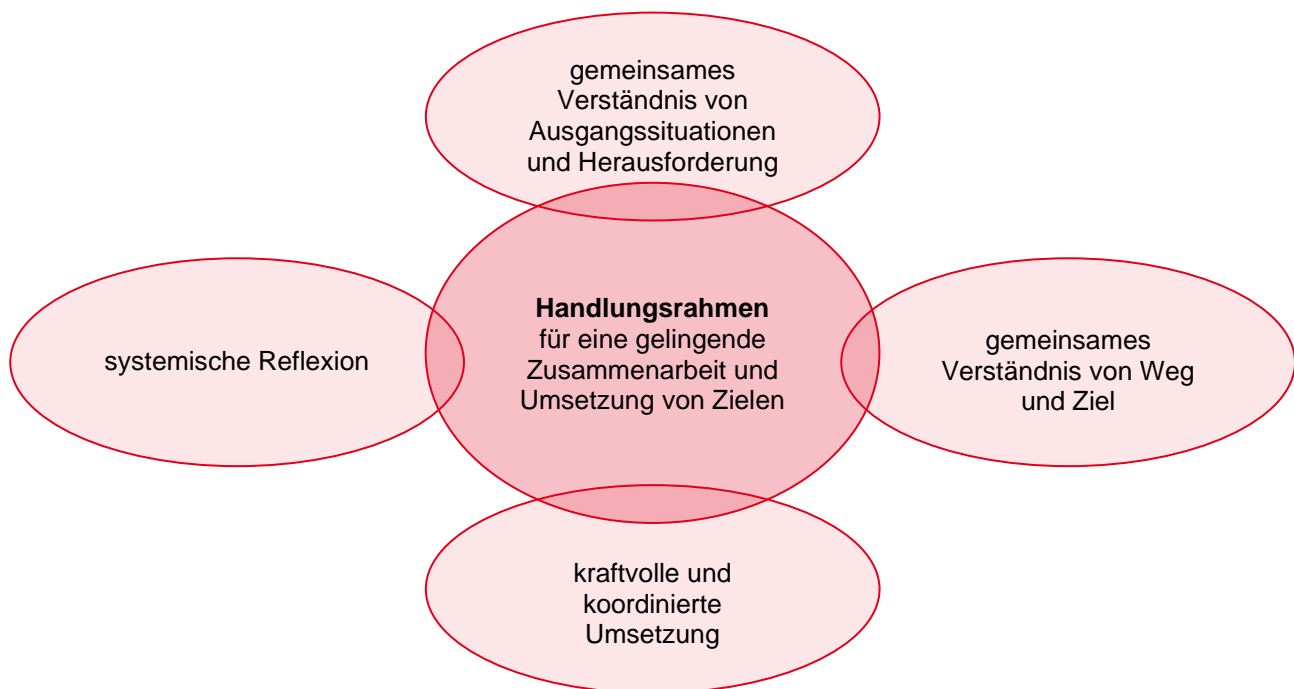 gemeinsames
Verständnis von
Ausgangssituationen
und Herausforderung
systemische Reflexion
Handlungsrahmen
für eine gelingende
Zusammenarbeit und
Umsetzung von Zielen
gemeinsames
Verständnis von Weg
und Ziel
kraftvolle und
koordinierte
Umsetzung